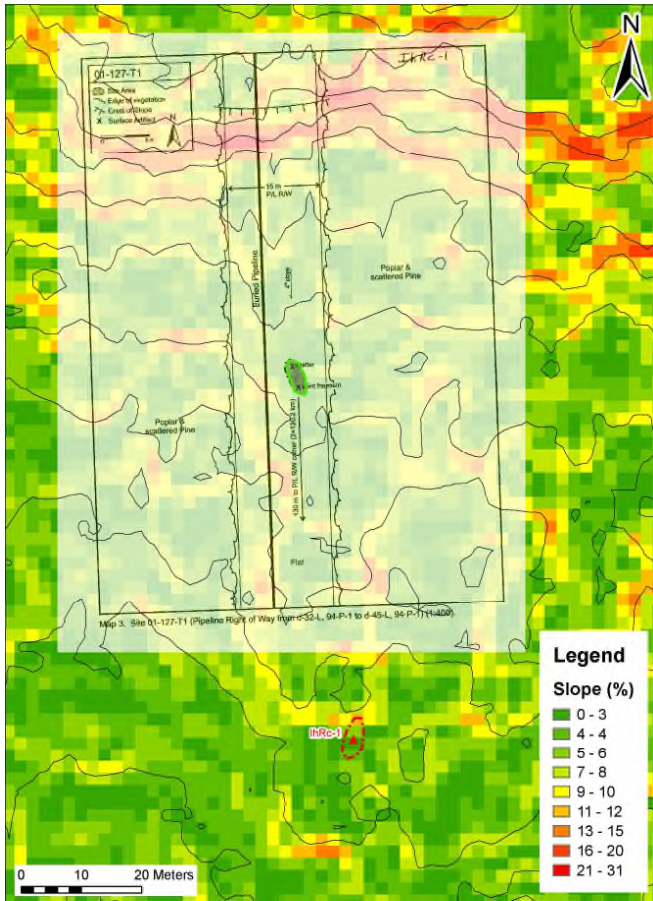 N
IhRc-1
01-127-T1
Site Area
Edge of vegetation
Crest of Slope
X Surface Artifact
N
15 m
P/L R/W
Buried Pipeline
Poplar &
scattered Pine
Poplar &
scattered Pine
120 m to P/L R/W corner
Flat
Map 3. Site 01-127-T1 (Pipeline Right of Way from d-32-L, 94-P-1 to d-45-L, 94-P-1) (1:400).
IhRc-1
Legend
Slope (%)
0 - 3
4 - 4
5 - 6
7 - 8
9 - 10
11 - 12
13 - 15
16 - 20
21 - 31
0 10 20 Meters